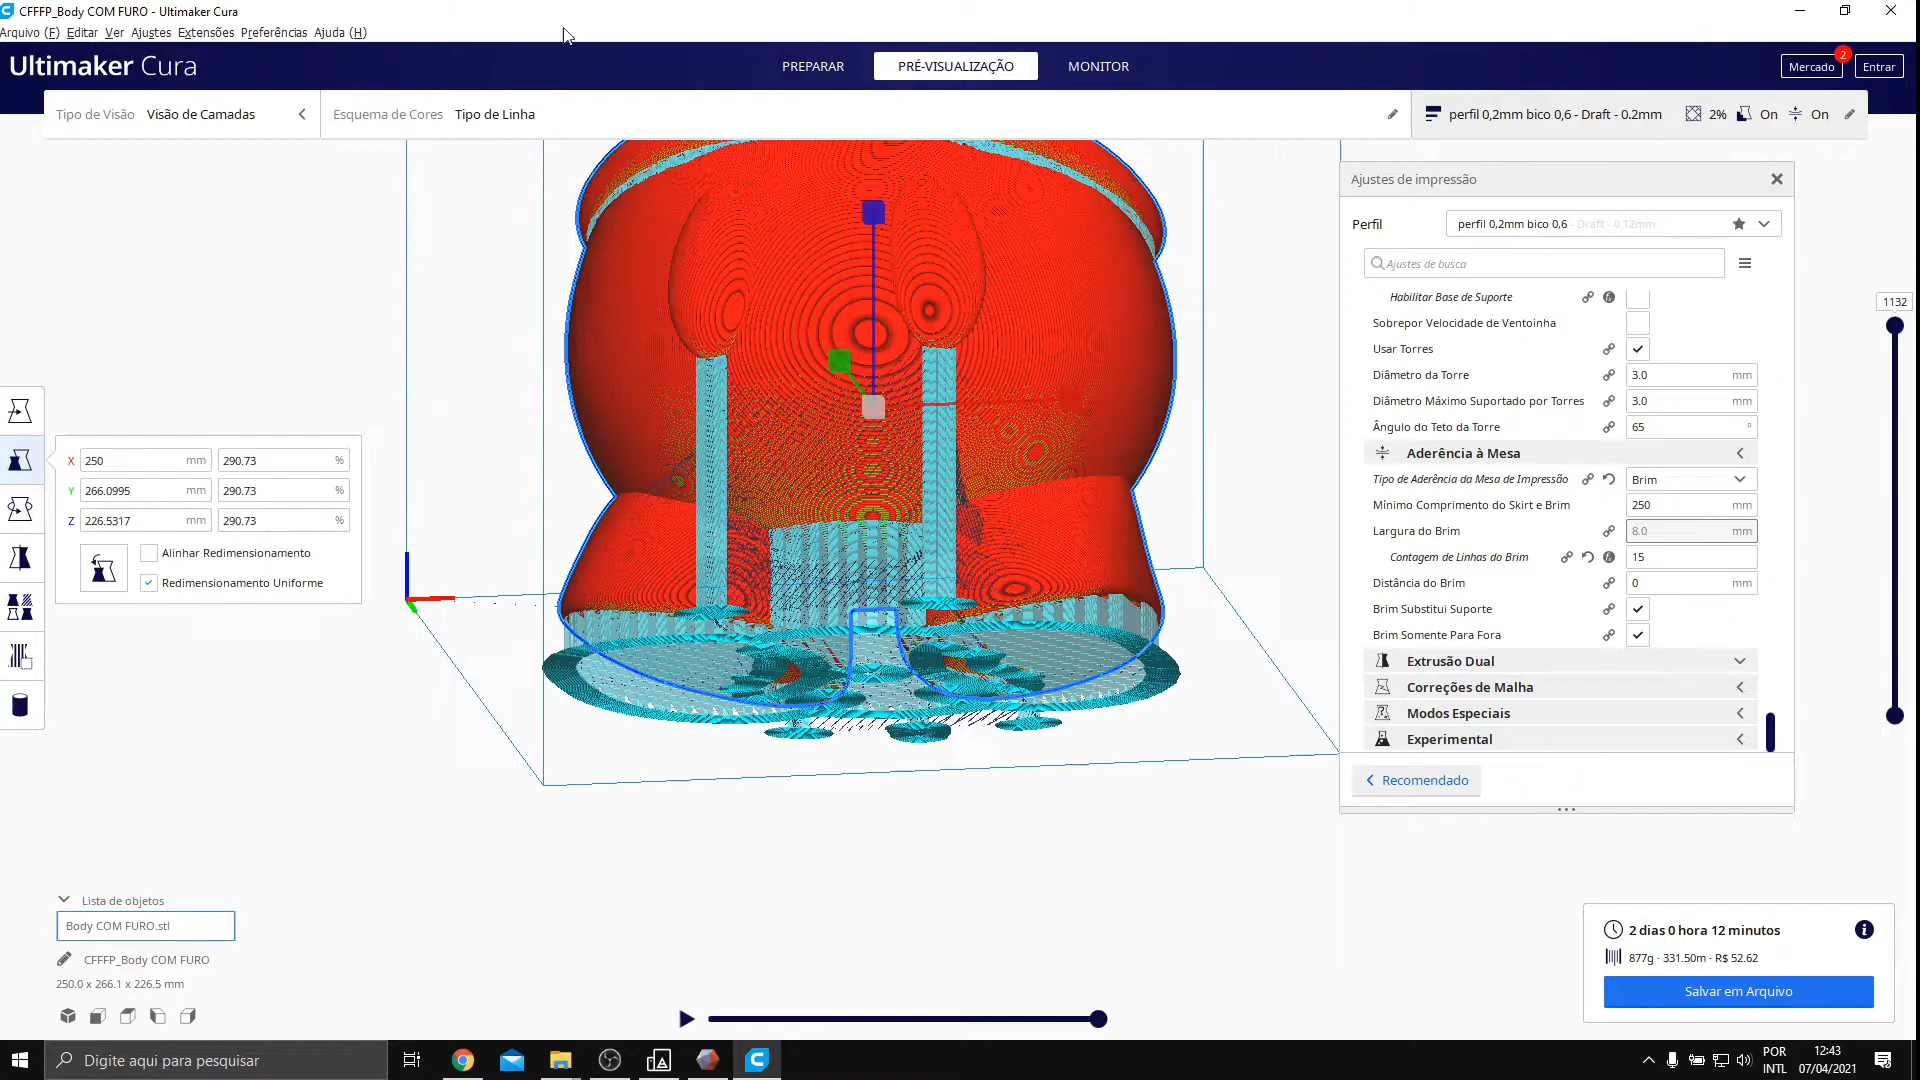 CFFFP_Body COM FURO - Ultimaker Cura
Arquivo (F) Editar Ver Ajustes Extensões Preferências Ajuda (H)
Ultimaker Cura
PREPARAR
PRÉ-VISUALIZAÇÃO
MONITOR
Mercado
2
Entrar
Tipo de Visão Visão de Camadas
Esquema de Cores Tipo de Linha
perfil 0,2mm bico 0,6 - Draft - 0.2mm
2%
On
On
Ajustes de impressão
Perfil
perfil 0,2mm bico 0,6 - Draft - 0.12mm
Ajustes de busca
Habilitar Base de Suporte
Sobrepor Velocidade de Ventoinha
Usar Torres
Diâmetro da Torre 3.0 mm
Diâmetro Máximo Suportado por Torres 3.0 mm
Ângulo do Teto da Torre 65 °
Aderência à Mesa
Tipo de Aderência da Mesa de Impressão Brim
Mínimo Comprimento do Skirt e Brim 250 mm
Largura do Brim 8.0 mm
Contagem de Linhas do Brim 15
Distância do Brim 0 mm
Brim Substitui Suporte
Brim Somente Para Fora
Extrusão Dual
Correções de Malha
Modos Especiais
Experimental
Recomendado
1132
X 250 mm 290.73 %
Y 266.0995 mm 290.73 %
Z 226.5317 mm 290.73 %
Alinhar Redimensionamento
Redimensionamento Uniforme
Lista de objetos
Body COM FURO.stl
CFFFP_Body COM FURO
250.0 x 266.1 x 226.5 mm
2 dias 0 hora 12 minutos
877g · 331.50m · R$ 52.62
Salvar em Arquivo
Digite aqui para pesquisar
POR
INTL
12:43
07/04/2021